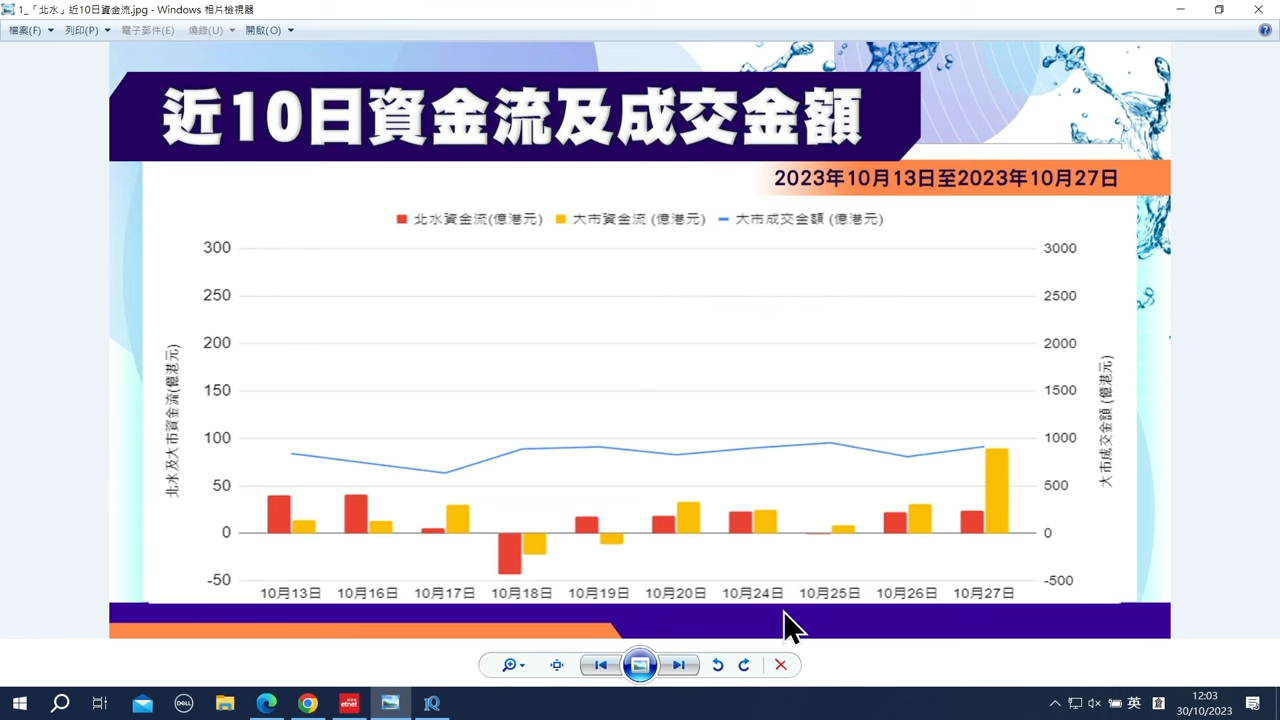 1_「北水」近10日資金流.jpg - Windows 相片檢視器
檔案(F) 列印(P) 電子郵件(E) 燒錄(U) 開啟(O)
近10日資金流及成交金額
2023年10月13日至2023年10月27日
北水資金流(億港元) 大市資金流 (億港元) 大市成交金額 (億港元)
300 3000
250 2500
200 2000
150 1500
100 1000
50 500
0 0
-50 -500
北水及大市資金流(億港元)
大市成交金額 (億港元)
10月13日 10月16日 10月17日 10月18日 10月19日 10月20日 10月24日 10月25日 10月26日 10月27日
DELL
etnet
IQ
英
12:03
30/10/2023